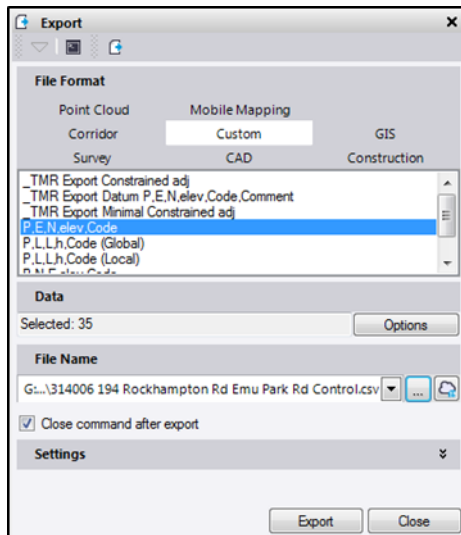 Export
File Format
Point Cloud Mobile Mapping
Corridor Custom GIS
Survey CAD Construction
_TMR Export Constrained adj
_TMR Export Datum P,E,N,elev,Code,Comment
_TMR Export Minimal Constrained adj
P,E,N,elev,Code
P,L,L,h,Code (Global)
P,L,L,h,Code (Local)
P,N,E,elev,Code
Data
Selected: 35 Options
File Name
G:...\314006 194 Rockhampton Rd Emu Park Rd Control.csv ...
Close command after export
Settings
Export Close